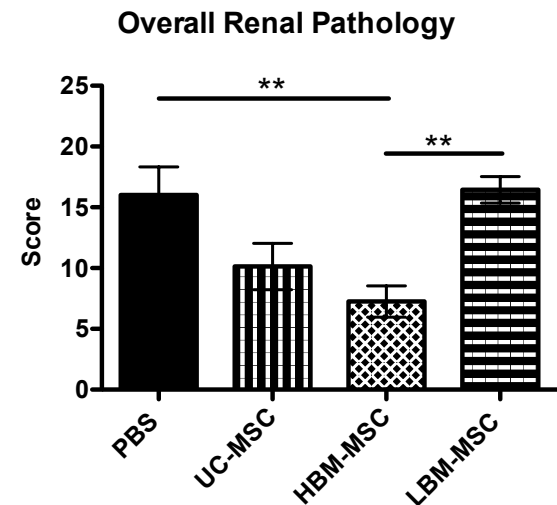 Overall Renal Pathology
25
**
20
**
15
Score
10
5
0
PBS
UC-MSC
HBM-MSC
LBM-MSC